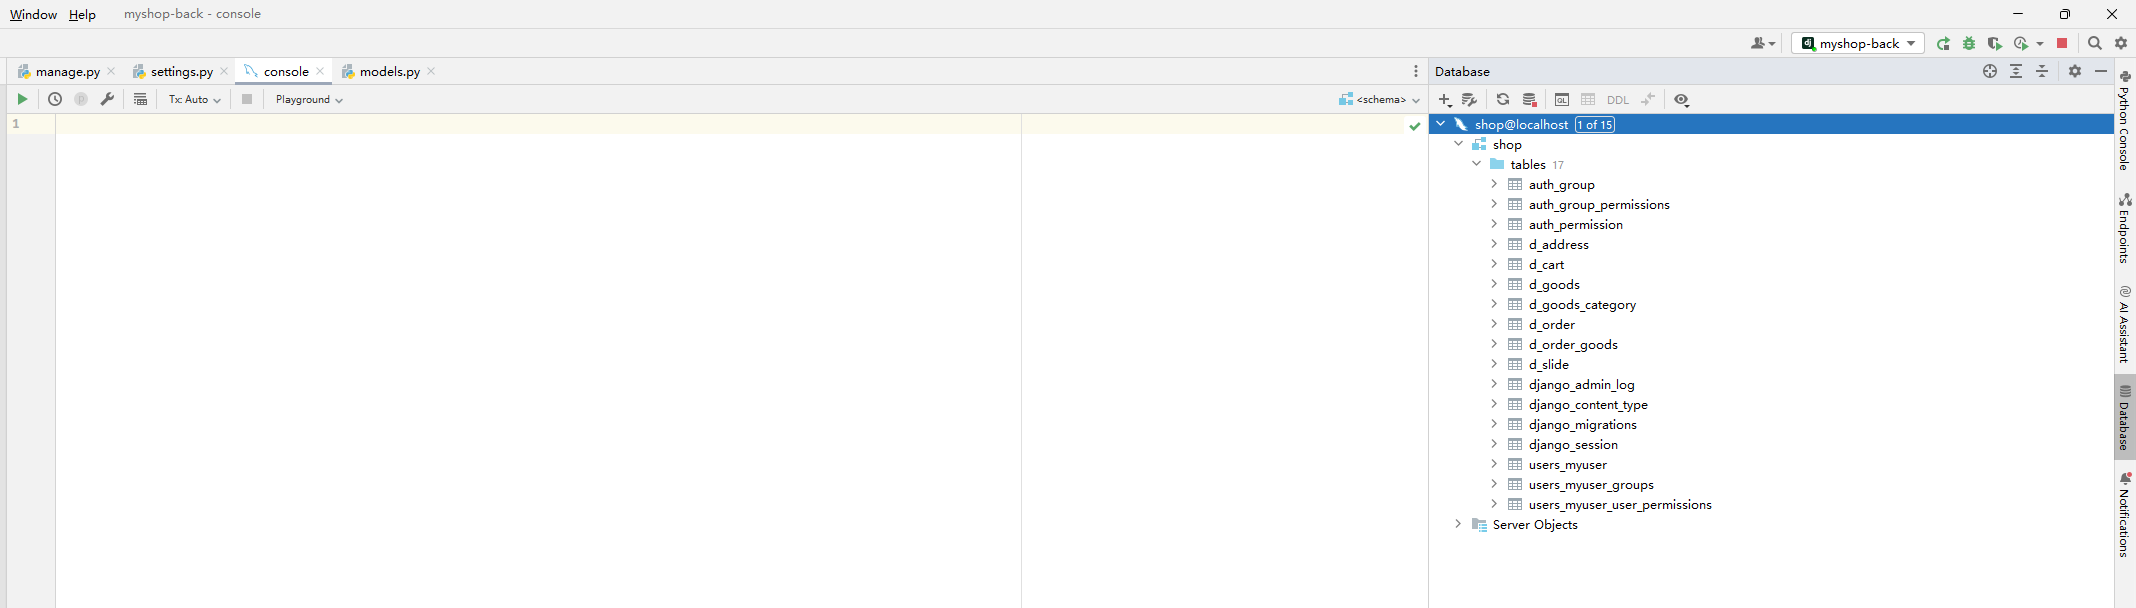 Window Help myshop-back - console
myshop-back
manage.py settings.py console models.py
Database
Tx: Auto Playground <schema>
DDL
1
shop@localhost 1 of 15
shop
tables 17
auth_group
auth_group_permissions
auth_permission
d_address
d_cart
d_goods
d_goods_category
d_order
d_order_goods
d_slide
django_admin_log
django_content_type
django_migrations
django_session
users_myuser
users_myuser_groups
users_myuser_user_permissions
Server Objects
Python Console
Endpoints
AI Assistant
Database
Notifications